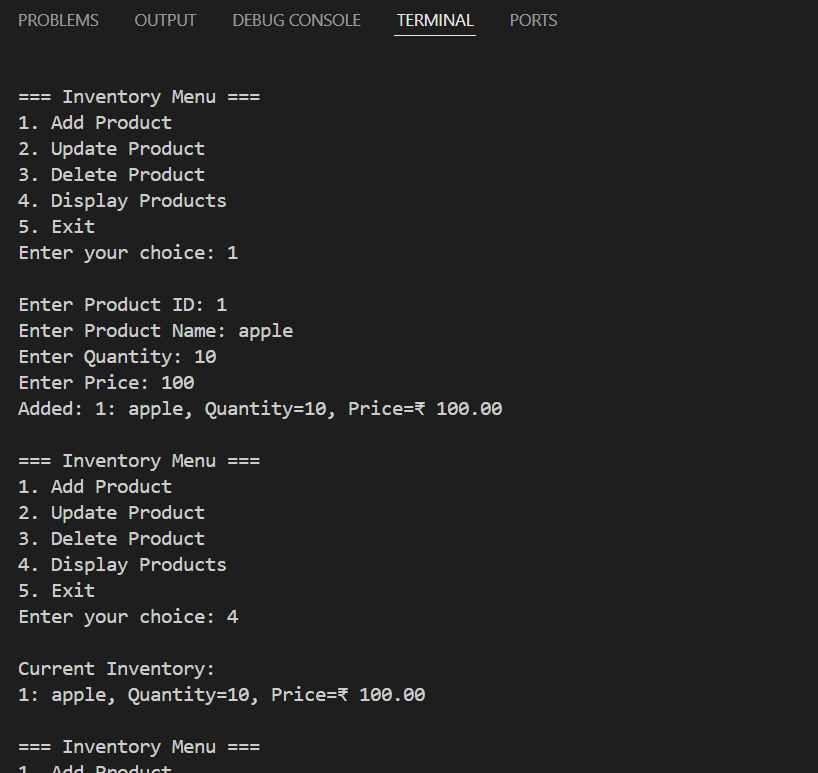 PROBLEMS OUTPUT DEBUG CONSOLE TERMINAL PORTS
=== Inventory Menu ===
1. Add Product
2. Update Product
3. Delete Product
4. Display Products
5. Exit
Enter your choice: 1
Enter Product ID: 1
Enter Product Name: apple
Enter Quantity: 10
Enter Price: 100
Added: 1: apple, Quantity=10, Price=₹ 100.00
=== Inventory Menu ===
1. Add Product
2. Update Product
3. Delete Product
4. Display Products
5. Exit
Enter your choice: 4
Current Inventory:
1: apple, Quantity=10, Price=₹ 100.00
=== Inventory Menu ===
1. Add Product